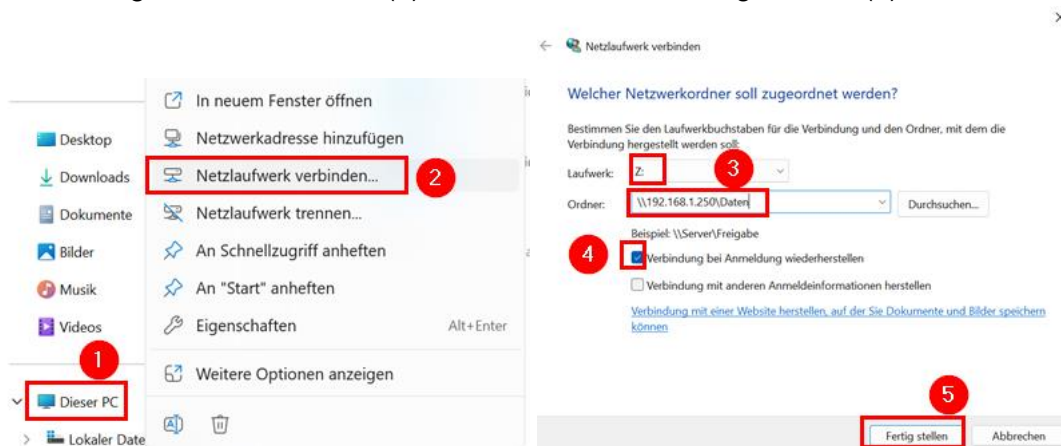 In neuem Fenster öffnen
Desktop
Netzwerkadresse hinzufügen
Downloads
Netzlaufwerk verbinden...
2
Dokumente
Netzlaufwerk trennen...
Bilder
An Schnellzugriff anheften
Musik
An "Start" anheften
Videos
Eigenschaften Alt+Enter
1
Weitere Optionen anzeigen
Dieser PC
Lokaler Date
Netzlaufwerk verbinden
Welcher Netzwerkordner soll zugeordnet werden?
Bestimmen Sie den Laufwerkbuchstaben für die Verbindung und den Ordner, mit dem die
Verbindung hergestellt werden soll:
Laufwerk: Z: 3
Ordner: \\192.168.1.250\Daten Durchsuchen...
Beispiel: \\Server\Freigabe
4 Verbindung bei Anmeldung wiederherstellen
Verbindung mit anderen Anmeldeinformationen herstellen
Verbindung mit einer Website herstellen, auf der Sie Dokumente und Bilder speichern
können
5
Fertig stellen Abbrechen